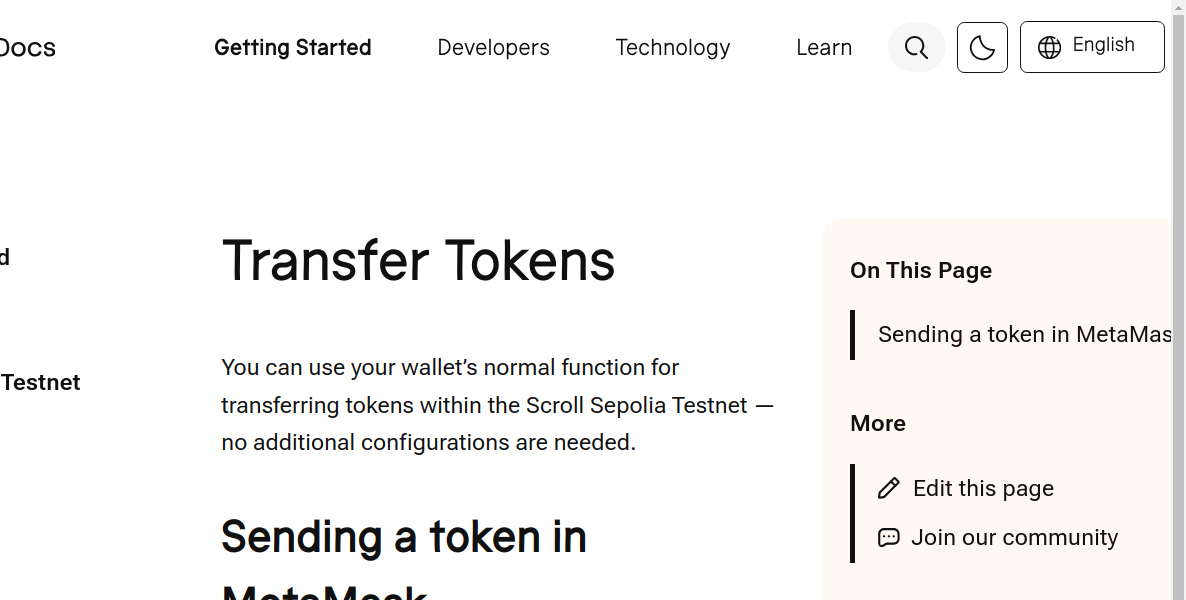 Docs
Getting Started
Developers
Technology
Learn
English
d
Testnet
Transfer Tokens
You can use your wallet’s normal function for
transferring tokens within the Scroll Sepolia Testnet —
no additional configurations are needed.
Sending a token in
MetaMask
On This Page
Sending a token in MetaMas
More
Edit this page
Join our community